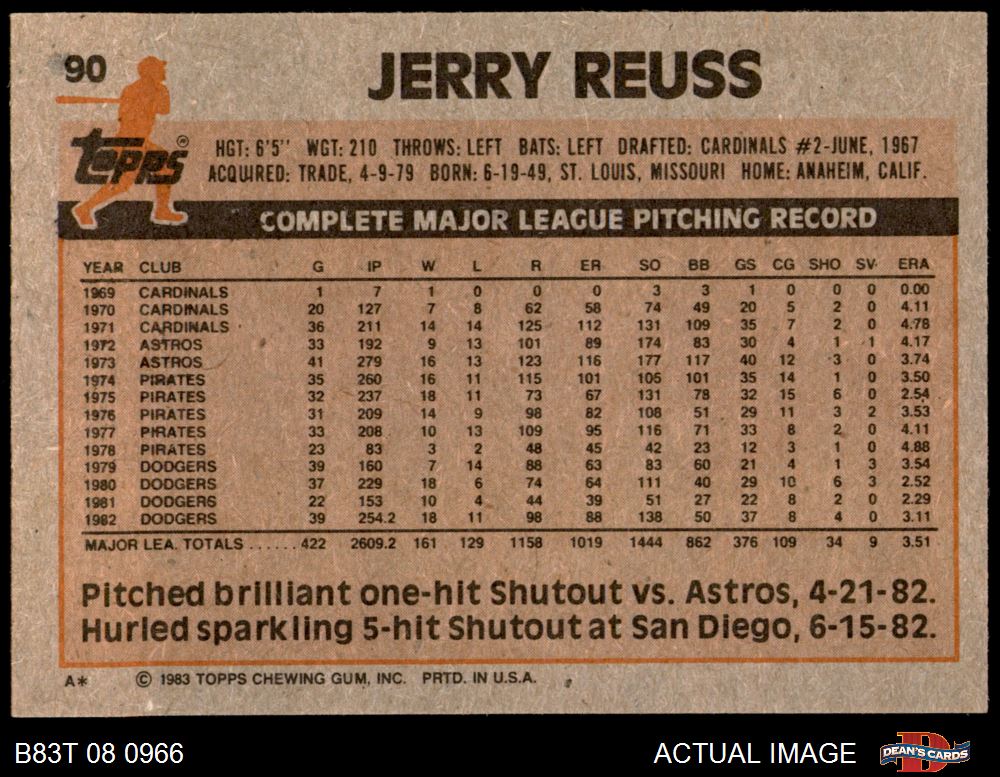 90
JERRY REUSS
Topps®
HGT: 6'5" WGT: 210 THROWS: LEFT BATS: LEFT DRAFTED: CARDINALS #2-JUNE, 1967
ACQUIRED: TRADE, 4-9-79 BORN: 6-19-49, ST. LOUIS, MISSOURI HOME: ANAHEIM, CALIF.
COMPLETE MAJOR LEAGUE PITCHING RECORD
YEAR CLUB G IP W L R ER SO BB GS CG SHO SV ERA
1969 CARDINALS 1 7 1 0 0 0 3 3 1 0 0 0 0.00
1970 CARDINALS 20 127 7 8 62 58 74 49 20 5 2 0 4.11
1971 CARDINALS 36 211 14 14 125 112 131 109 35 7 2 0 4.78
1972 ASTROS 33 192 9 13 101 89 174 83 30 4 1 1 4.17
1973 ASTROS 41 279 16 13 123 116 177 117 40 12 3 0 3.74
1974 PIRATES 35 260 16 11 115 101 105 101 35 14 1 0 3.50
1975 PIRATES 32 237 18 11 73 67 131 78 32 15 6 0 2.54
1976 PIRATES 31 209 14 9 98 82 108 51 29 11 3 2 3.53
1977 PIRATES 33 208 10 13 109 95 116 71 33 8 2 0 4.11
1978 PIRATES 23 83 3 2 48 45 42 23 12 3 1 0 4.88
1979 DODGERS 39 160 7 14 88 63 83 60 21 4 1 3 3.54
1980 DODGERS 37 229 18 6 74 64 111 40 29 10 6 3 2.52
1981 DODGERS 22 153 10 4 44 39 51 27 22 8 2 0 2.29
1982 DODGERS 39 254.2 18 11 98 88 138 50 37 8 4 0 3.11
MAJOR LEA. TOTALS ...... 422 2609.2 161 129 1158 1019 1444 862 376 109 34 9 3.51
Pitched brilliant one-hit Shutout vs. Astros, 4-21-82.
Hurled sparkling 5-hit Shutout at San Diego, 6-15-82.
A* © 1983 TOPPS CHEWING GUM, INC. PRTD. IN U.S.A.
B83T 08 0966 ACTUAL IMAGE DEAN'S CARDS